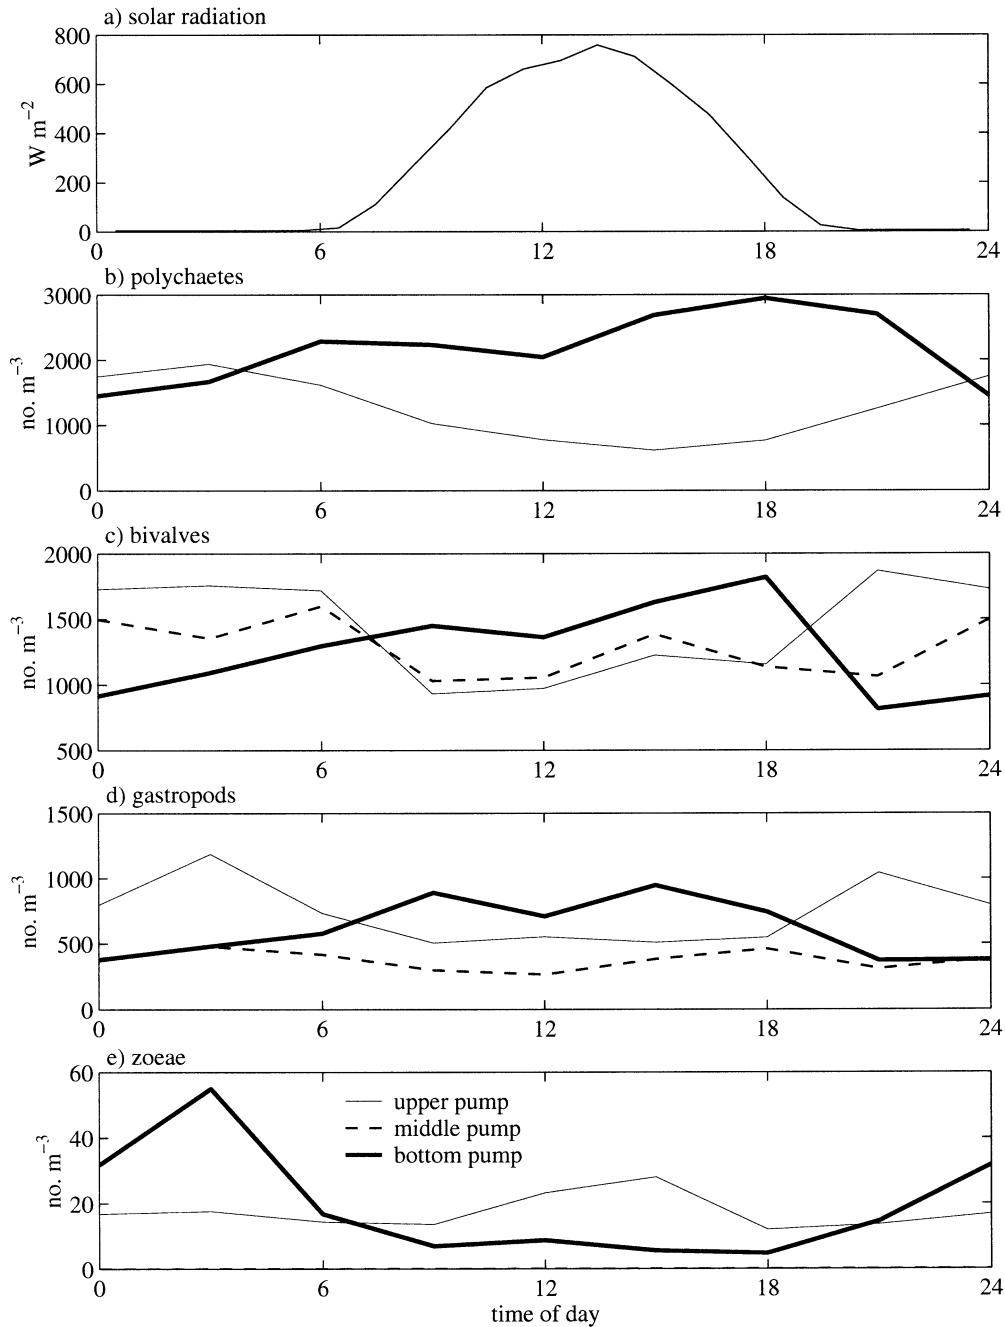 a) solar radiation
800
600
400
200
0
W m−2
0 6 12 18 24
b) polychaetes
3000
2000
1000
0
no. m−3
0 6 12 18 24
c) bivalves
2000
1500
1000
500
no. m−3
0 6 12 18 24
d) gastropods
1500
1000
500
0
no. m−3
0 6 12 18 24
e) zoeae
60
40
20
0
no. m−3
upper pump
middle pump
bottom pump
0 6 12 18 24
time of day